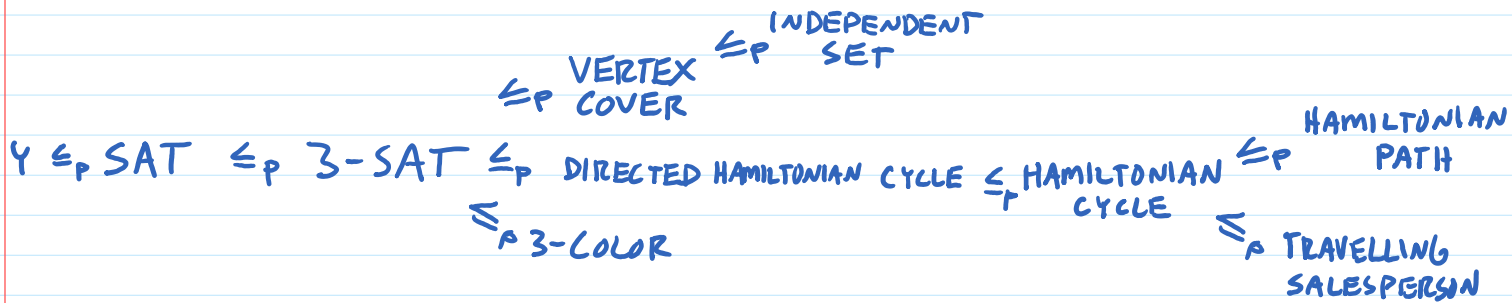 ≤p INDEPENDENT
SET
≤p VERTEX
COVER
Y ≤p SAT ≤p 3-SAT ≤p DIRECTED HAMILTONIAN CYCLE ≤p HAMILTONIAN
CYCLE
≤p HAMILTONIAN
PATH
≤p 3-COLOR
≤p TRAVELLING
SALESPERSON